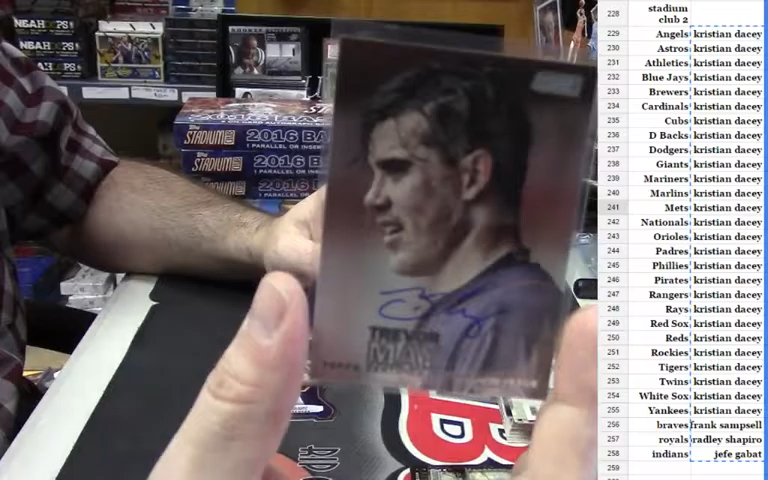 NBA HOOPS
NBA HOOPS
NBA HOOPS
STADIUM
2016 BA
1 PARALLEL OR INSER
STADIUM
2016 BA
1 PARALLEL OR INSER
TREVOR
MAY
228 stadium club 2
229 Angels kristian dacey
230 Astros kristian dacey
231 Athletics kristian dacey
232 Blue Jays kristian dacey
233 Brewers kristian dacey
234 Cardinals kristian dacey
235 Cubs kristian dacey
236 D Backs kristian dacey
237 Dodgers kristian dacey
238 Giants kristian dacey
239 Mariners kristian dacey
240 Marlins kristian dacey
241 Mets kristian dacey
242 Nationals kristian dacey
243 Orioles kristian dacey
244 Padres kristian dacey
245 Phillies kristian dacey
246 Pirates kristian dacey
247 Rangers kristian dacey
248 Rays kristian dacey
249 Red Sox kristian dacey
250 Reds kristian dacey
251 Rockies kristian dacey
252 Tigers kristian dacey
253 Twins kristian dacey
254 White Sox kristian dacey
255 Yankees kristian dacey
256 braves frank sampsell
257 royals radley shapiro
258 indians jefe gabat
259